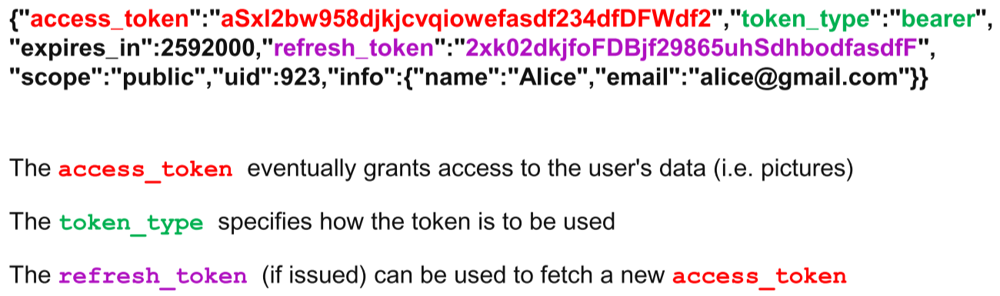 {"access_token":"aSxl2bw958djkjcvqiowefasdf234dfDFWdf2","token_type":"bearer",
"expires_in":2592000,"refresh_token":"2xk02dkjfoFDBjf29865uhSdhbodfasdfF",
"scope":"public","uid":923,"info":{"name":"Alice","email":"alice@gmail.com"}}
The access_token eventually grants access to the user's data (i.e. pictures)
The token_type specifies how the token is to be used
The refresh_token (if issued) can be used to fetch a new access_token